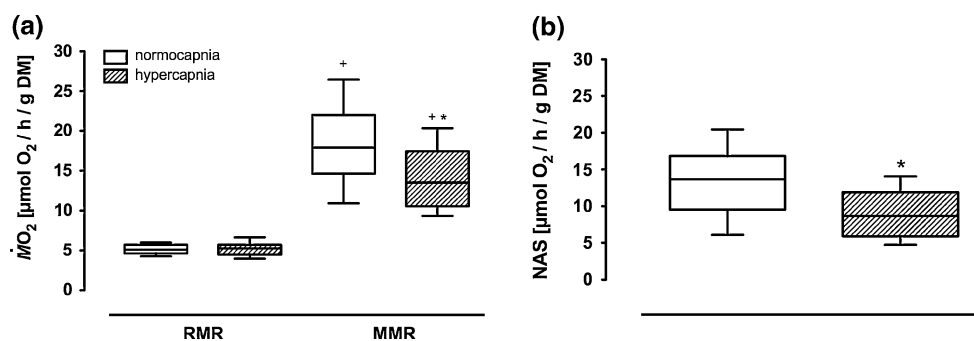 (a)
30
25
20
15
10
5
0
ṀO₂ [µmol O₂ / h / g DM]
normocapnia
hypercapnia
+
+ *
RMR
MMR
(b)
30
25
20
15
10
5
0
NAS [µmol O₂ / h / g DM]
*